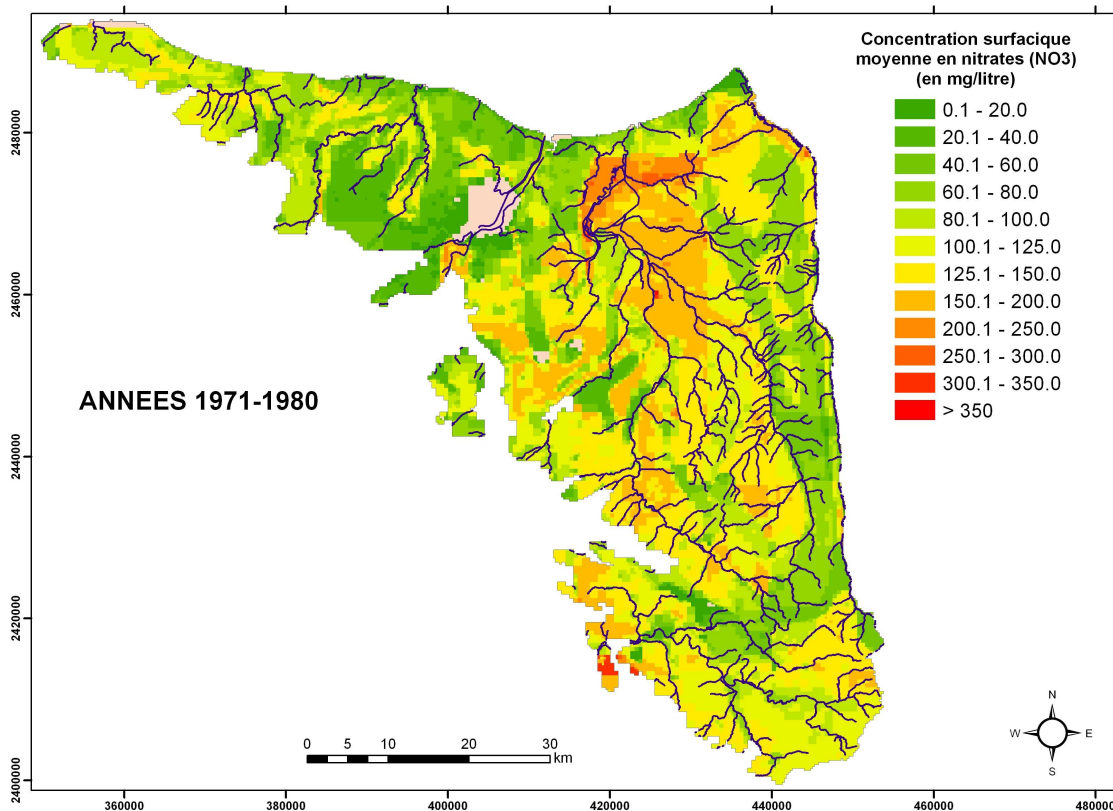 Concentration surfacique
moyenne en nitrates (NO3)
(en mg/litre)
0.1 - 20.0
20.1 - 40.0
40.1 - 60.0
60.1 - 80.0
80.1 - 100.0
100.1 - 125.0
125.1 - 150.0
150.1 - 200.0
200.1 - 250.0
250.1 - 300.0
300.1 - 350.0
> 350
2480000
2460000
ANNEES 1971-1980
2440000
2420000
2400000
0 5 10 20 30
km
N
W E
S
360000 380000 400000 420000 440000 460000 480000